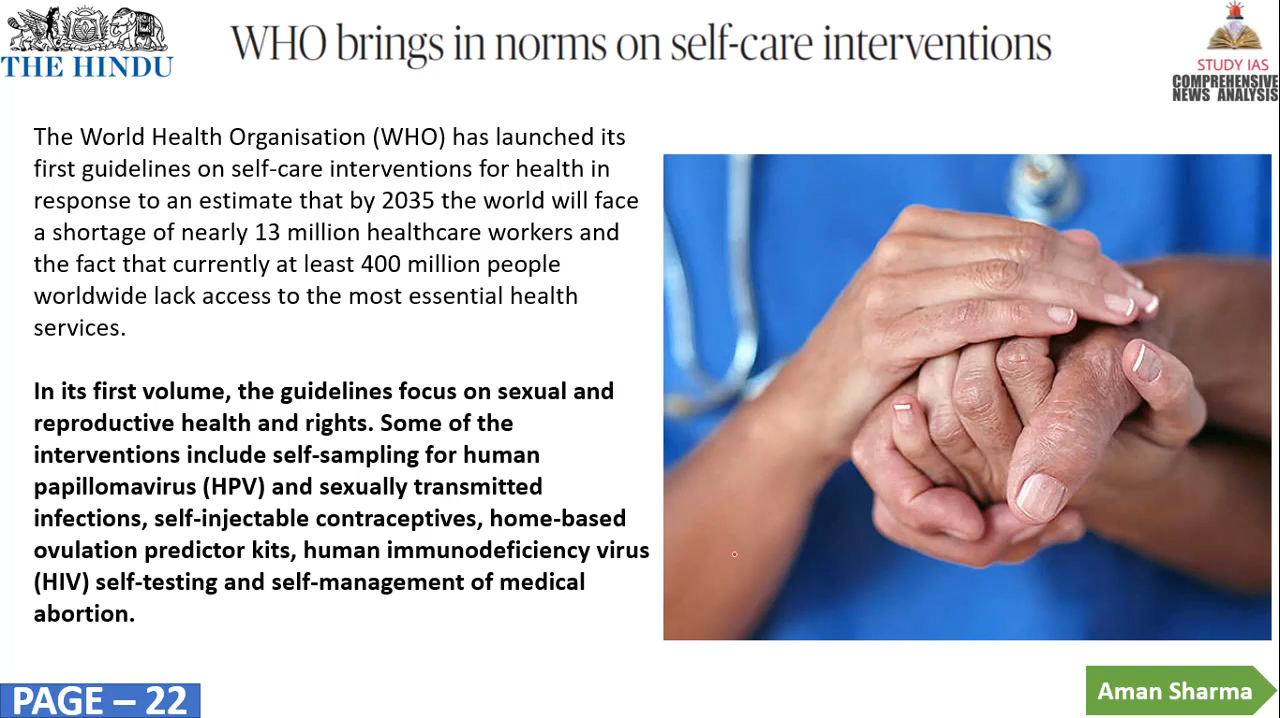 THE HINDU
WHO brings in norms on self-care interventions
STUDY IAS
COMPREHENSIVE
NEWS ANALYSIS
The World Health Organisation (WHO) has launched its
first guidelines on self-care interventions for health in
response to an estimate that by 2035 the world will face
a shortage of nearly 13 million healthcare workers and
the fact that currently at least 400 million people
worldwide lack access to the most essential health
services.
In its first volume, the guidelines focus on sexual and
reproductive health and rights. Some of the
interventions include self-sampling for human
papillomavirus (HPV) and sexually transmitted
infections, self-injectable contraceptives, home-based
ovulation predictor kits, human immunodeficiency virus
(HIV) self-testing and self-management of medical
abortion.
PAGE – 22
Aman Sharma